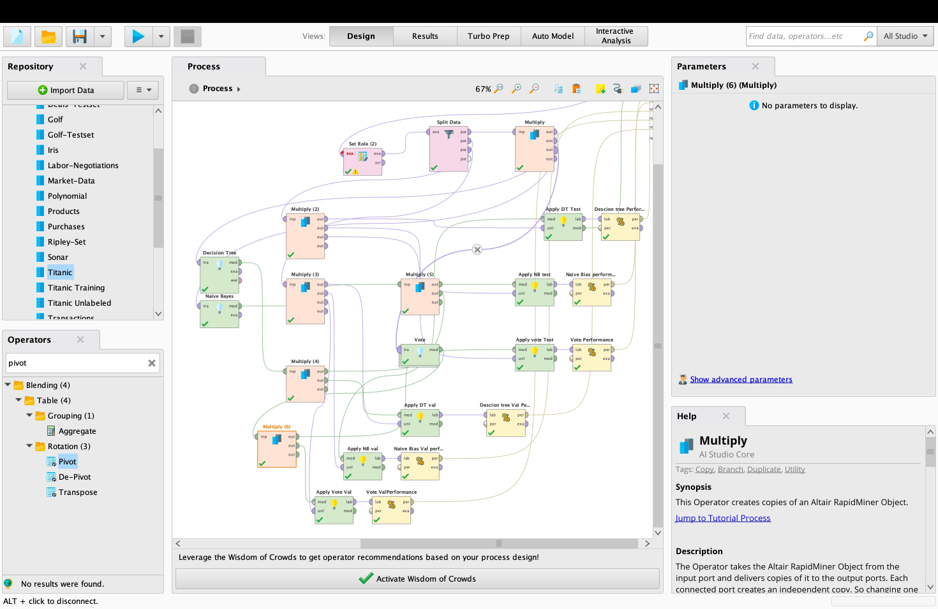 Views:
Design
Results
Turbo Prep
Auto Model
Interactive
Analysis
Find data, operators...etc
All Studio
Repository
Import Data
Deals-Testset
Golf
Golf-Testset
Iris
Labor-Negotiations
Market-Data
Polynomial
Products
Purchases
Ripley-Set
Sonar
Titanic
Titanic Training
Titanic Unlabeled
Transactions
Operators
pivot
Blending (4)
Table (4)
Grouping (1)
Aggregate
Rotation (3)
Pivot
De-Pivot
Transpose
No results were found.
ALT + click to disconnect.
Process
Process
67%
Split Data
Multiply
Set Role (2)
Multiply (2)
Apply DT Test
Descion tree Perfor...
Decision Tree
Multiply (3)
Multiply (5)
Apply NB test
Naive Bias perform...
Naive Bayes
Vote
Apply vote Test
Vote Performance
Multiply (4)
Apply DT val
Descion tree Val Pe...
Multiply (6)
Apply NB val
Naive Bias Val perf...
Apply Vote Val
Vote ValPerformance
Leverage the Wisdom of Crowds to get operator recommendations based on your process design!
Activate Wisdom of Crowds
Parameters
Multiply (6) (Multiply)
No parameters to display.
Show advanced parameters
Help
Multiply
AI Studio Core
Tags: Copy, Branch, Duplicate, Utility
Synopsis
This Operator creates copies of an Altair RapidMiner Object.
Jump to Tutorial Process
Description
The Operator takes the Altair RapidMiner Object from the
input port and delivers copies of it to the output ports. Each
connected port creates an independent copy. So changing one